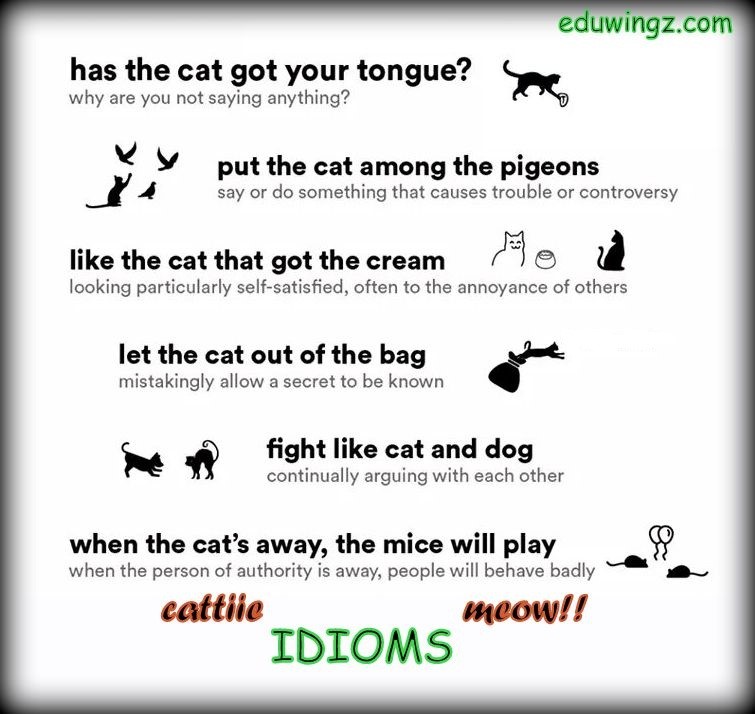 eduwingz.com
has the cat got your tongue?
why are you not saying anything?
put the cat among the pigeons
say or do something that causes trouble or controversy
like the cat that got the cream
looking particularly self-satisfied, often to the annoyance of others
let the cat out of the bag
mistakingly allow a secret to be known
fight like cat and dog
continually arguing with each other
when the cat's away, the mice will play
when the person of authority is away, people will behave badly
cattiie meow!!
IDIOMS